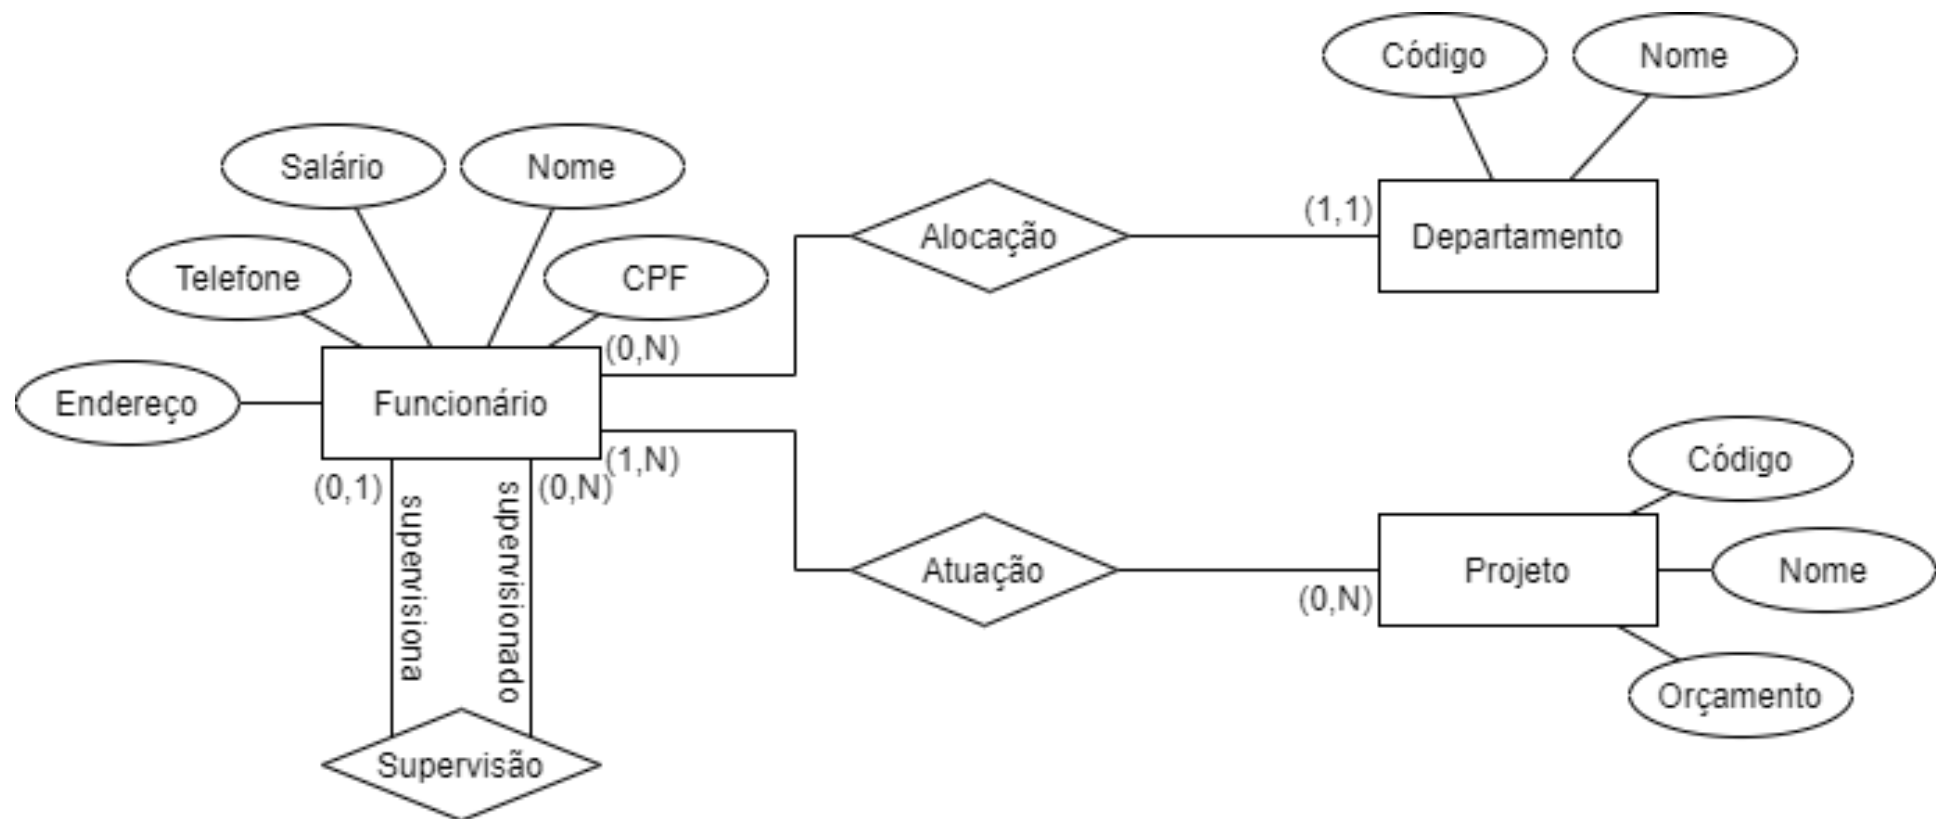 Código
Nome
Salário
Nome
(1,1)
Departamento
Alocação
Telefone
CPF
(0,N)
Endereço
Funcionário
(1,N)
(0,1)
(0,N)
supervisiona
supervisionado
Código
Atuação
Projeto
Nome
(0,N)
Orçamento
Supervisão